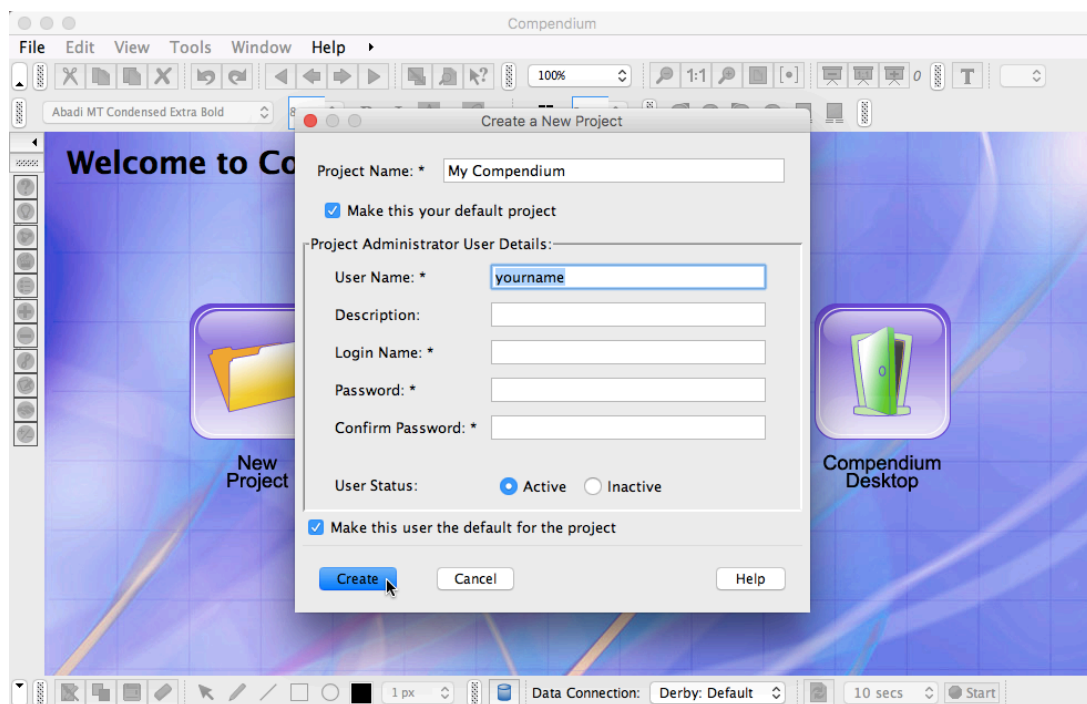 Compendium
File Edit View Tools Window Help
100% 1:1 0 T
Abadi MT Condensed Extra Bold
Create a New Project
Welcome to Co
Project Name: * My Compendium
Make this your default project
Project Administrator User Details:
User Name: * yourname
Description:
Login Name: *
Password: *
Confirm Password: *
User Status: Active Inactive
Make this user the default for the project
Create Cancel Help
New
Project
Compendium
Desktop
1 px Data Connection: Derby: Default 10 secs Start